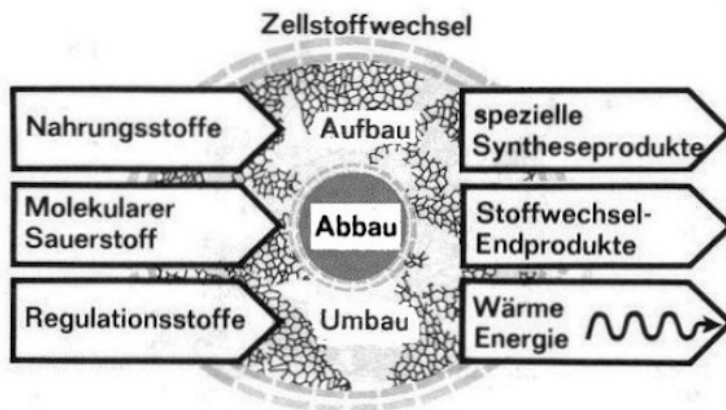 Zellstoffwechsel
Nahrungsstoffe
Molekularer
Sauerstoff
Regulationsstoffe
Aufbau
Abbau
Umbau
spezielle
Syntheseprodukte
Stoffwechsel-
Endprodukte
Wärme
Energie